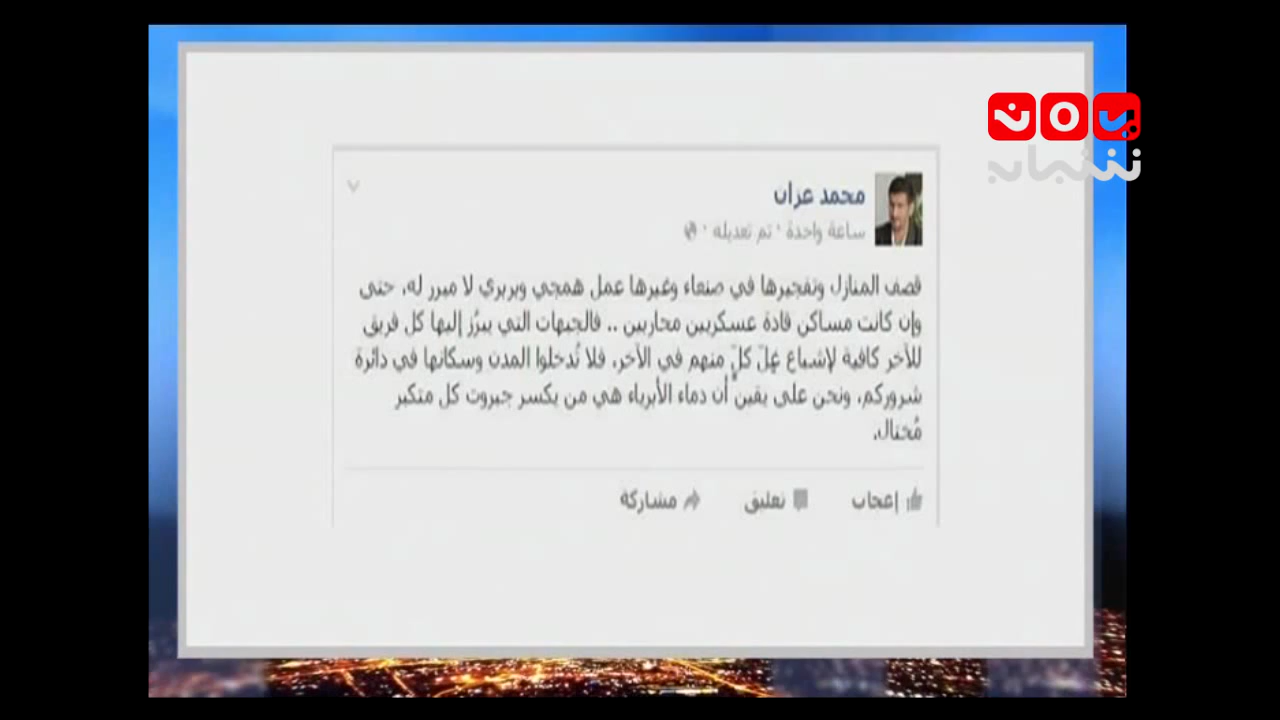 يمن
شباب
محمد عزان
ساعة واحدة · تم تعديله ·
قصف المنازل وتفجيرها في صنعاء وغيرها عمل همجي وبربري لا مبرر له، حتى
وإن كانت مساكن قادة عسكريين محاربين .. فالجبهات التي يبرُز إليها كل فريق
للآخر كافية لإشباع غِلّ كلٍّ منهم في الآخر، فلا تُدخلوا المدن وسكانها في دائرة
شروركم، ونحن على يقين أن دماء الأبرياء هي من يكسر جبروت كل متكبر
مُختال.
إعجاب تعليق مشاركة